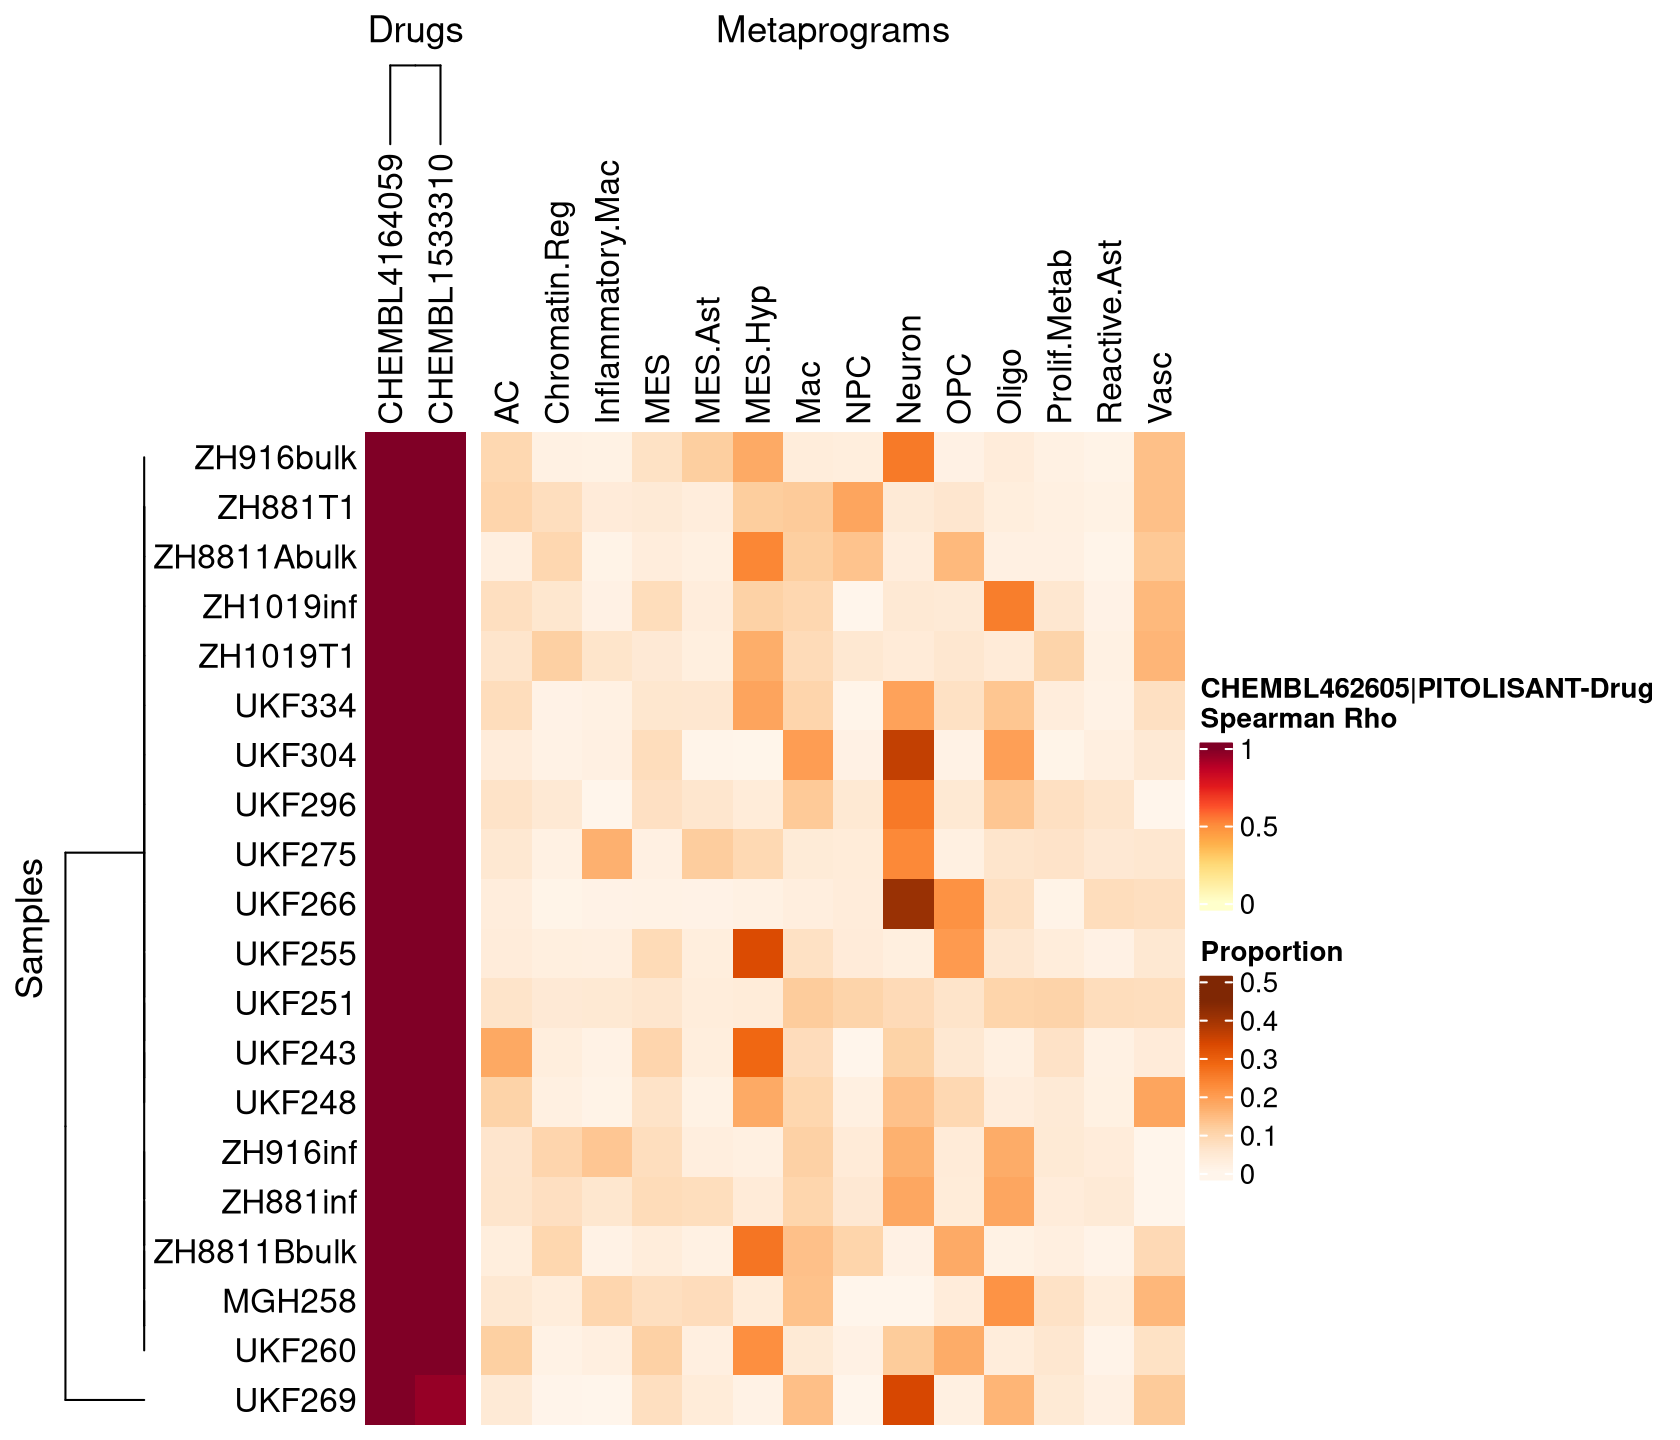 Drugs
Metaprograms
CHEMBL4164059
CHEMBL1533310
AC
Chromatin.Reg
Inflammatory.Mac
MES
MES.Ast
MES.Hyp
Mac
NPC
Neuron
OPC
Oligo
Prolif.Metab
Reactive.Ast
Vasc
Samples
ZH916bulk
ZH881T1
ZH8811Abulk
ZH1019inf
ZH1019T1
UKF334
UKF304
UKF296
UKF275
UKF266
UKF255
UKF251
UKF243
UKF248
ZH916inf
ZH881inf
ZH8811Bbulk
MGH258
UKF260
UKF269
CHEMBL462605|PITOLISANT-Drug
Spearman Rho
1
0.5
0
Proportion
0.5
0.4
0.3
0.2
0.1
0